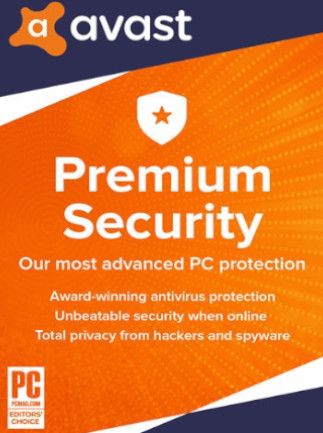 avast
Premium
Security
Our most advanced PC protection
Award-winning antivirus protection
Unbeatable security when online
Total privacy from hackers and spyware
PC
PCMAG.COM
EDITORS'
CHOICE